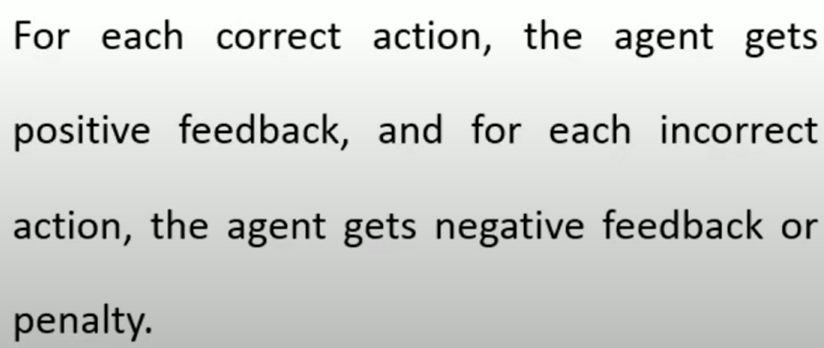 For each correct action, the agent gets
positive feedback, and for each incorrect
action, the agent gets negative feedback or
penalty.